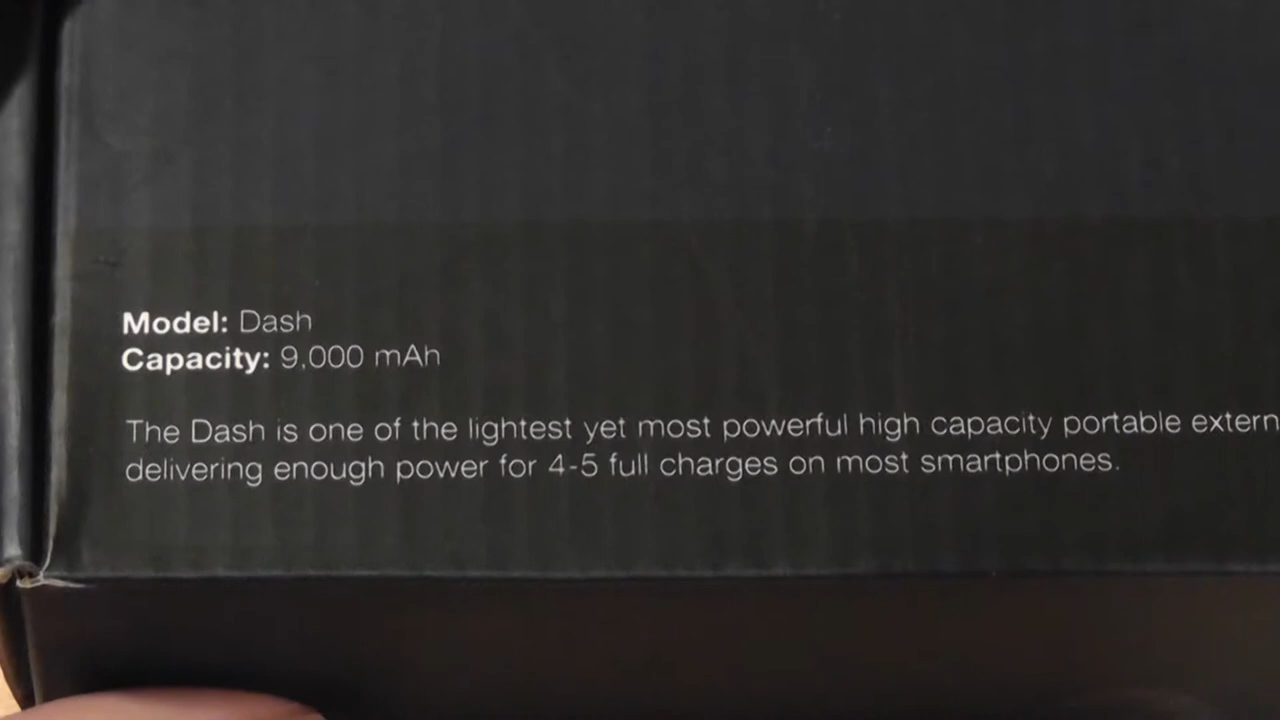 Model: Dash
Capacity: 9,000 mAh
The Dash is one of the lightest yet most powerful high capacity portable extern
delivering enough power for 4-5 full charges on most smartphones.